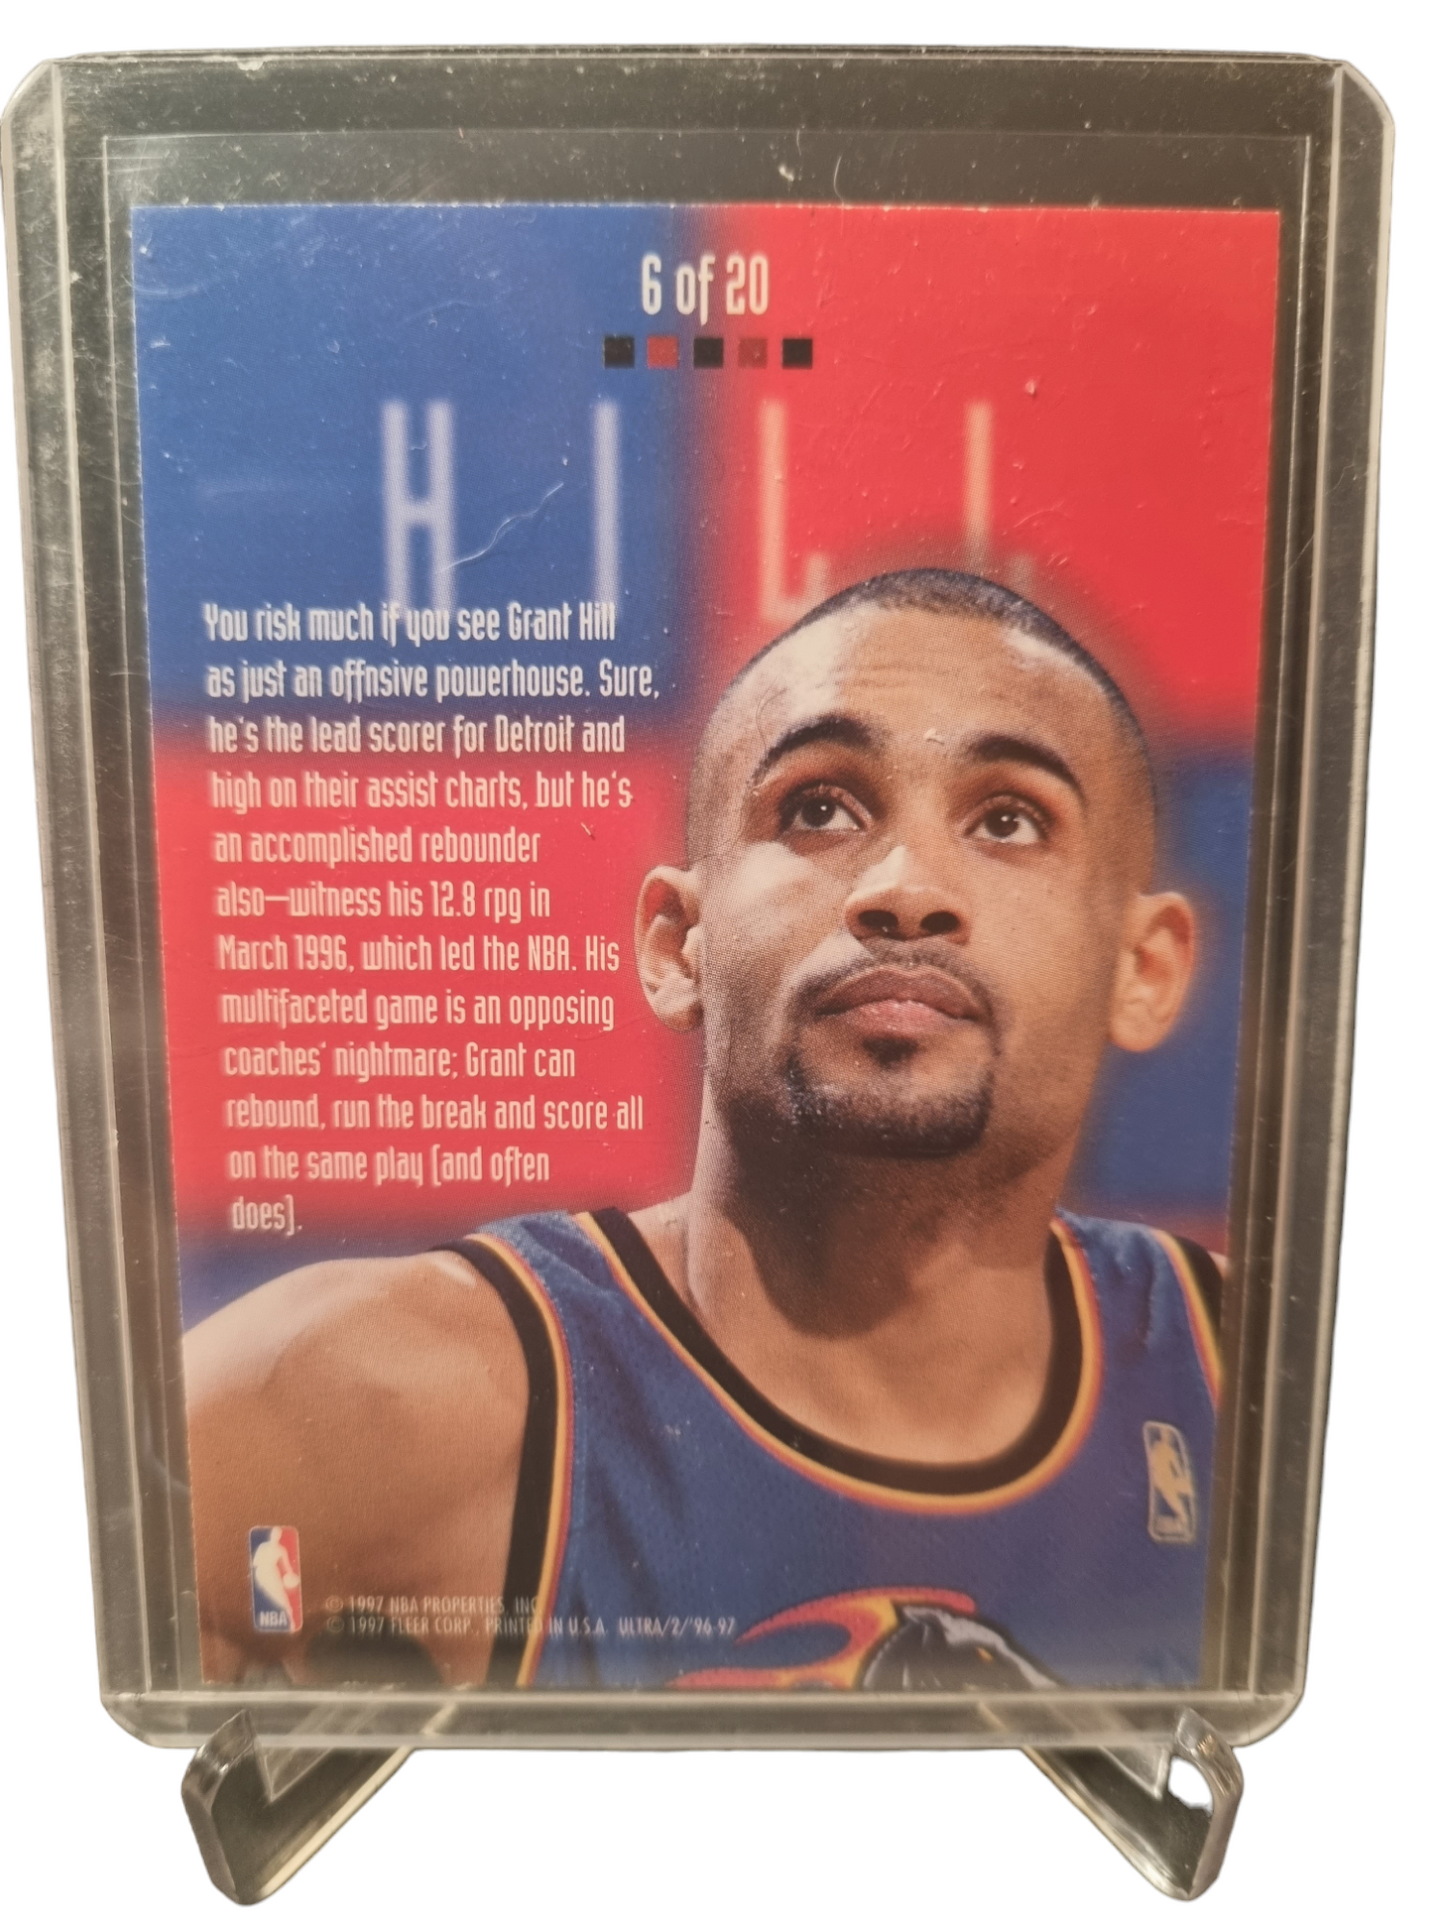 6 of 20
HILL
You risk much if you see Grant Hill
as just an offnsive powerhouse. Sure,
he's the lead scorer for Detroit and
high on their assist charts, but he's
an accomplished rebounder
also—witness his 12.8 rpg in
March 1996, which led the NBA. His
multifaceted game is an opposing
coaches' nightmare; Grant can
rebound, run the break and score all
on the same play (and often
does).
NBA
NBA
© 1997 NBA PROPERTIES, INC
© 1997 FLEER CORP., PRINTED IN U.S.A. ULTRA/2/'96-97